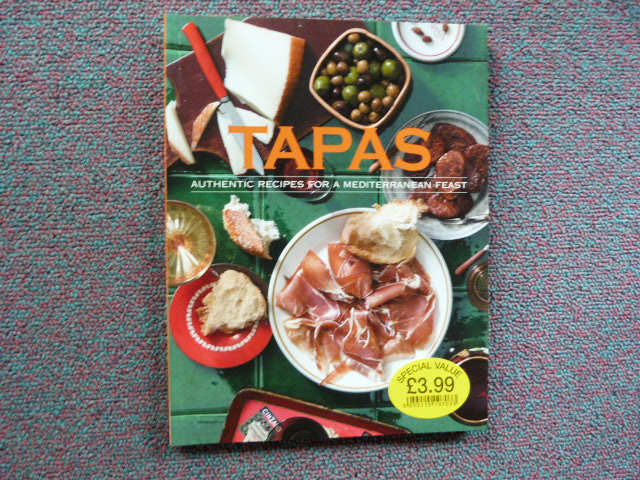 TAPAS
AUTHENTIC RECIPES FOR A MEDITERRANEAN FEAST
SPECIAL VALUE
£3.99